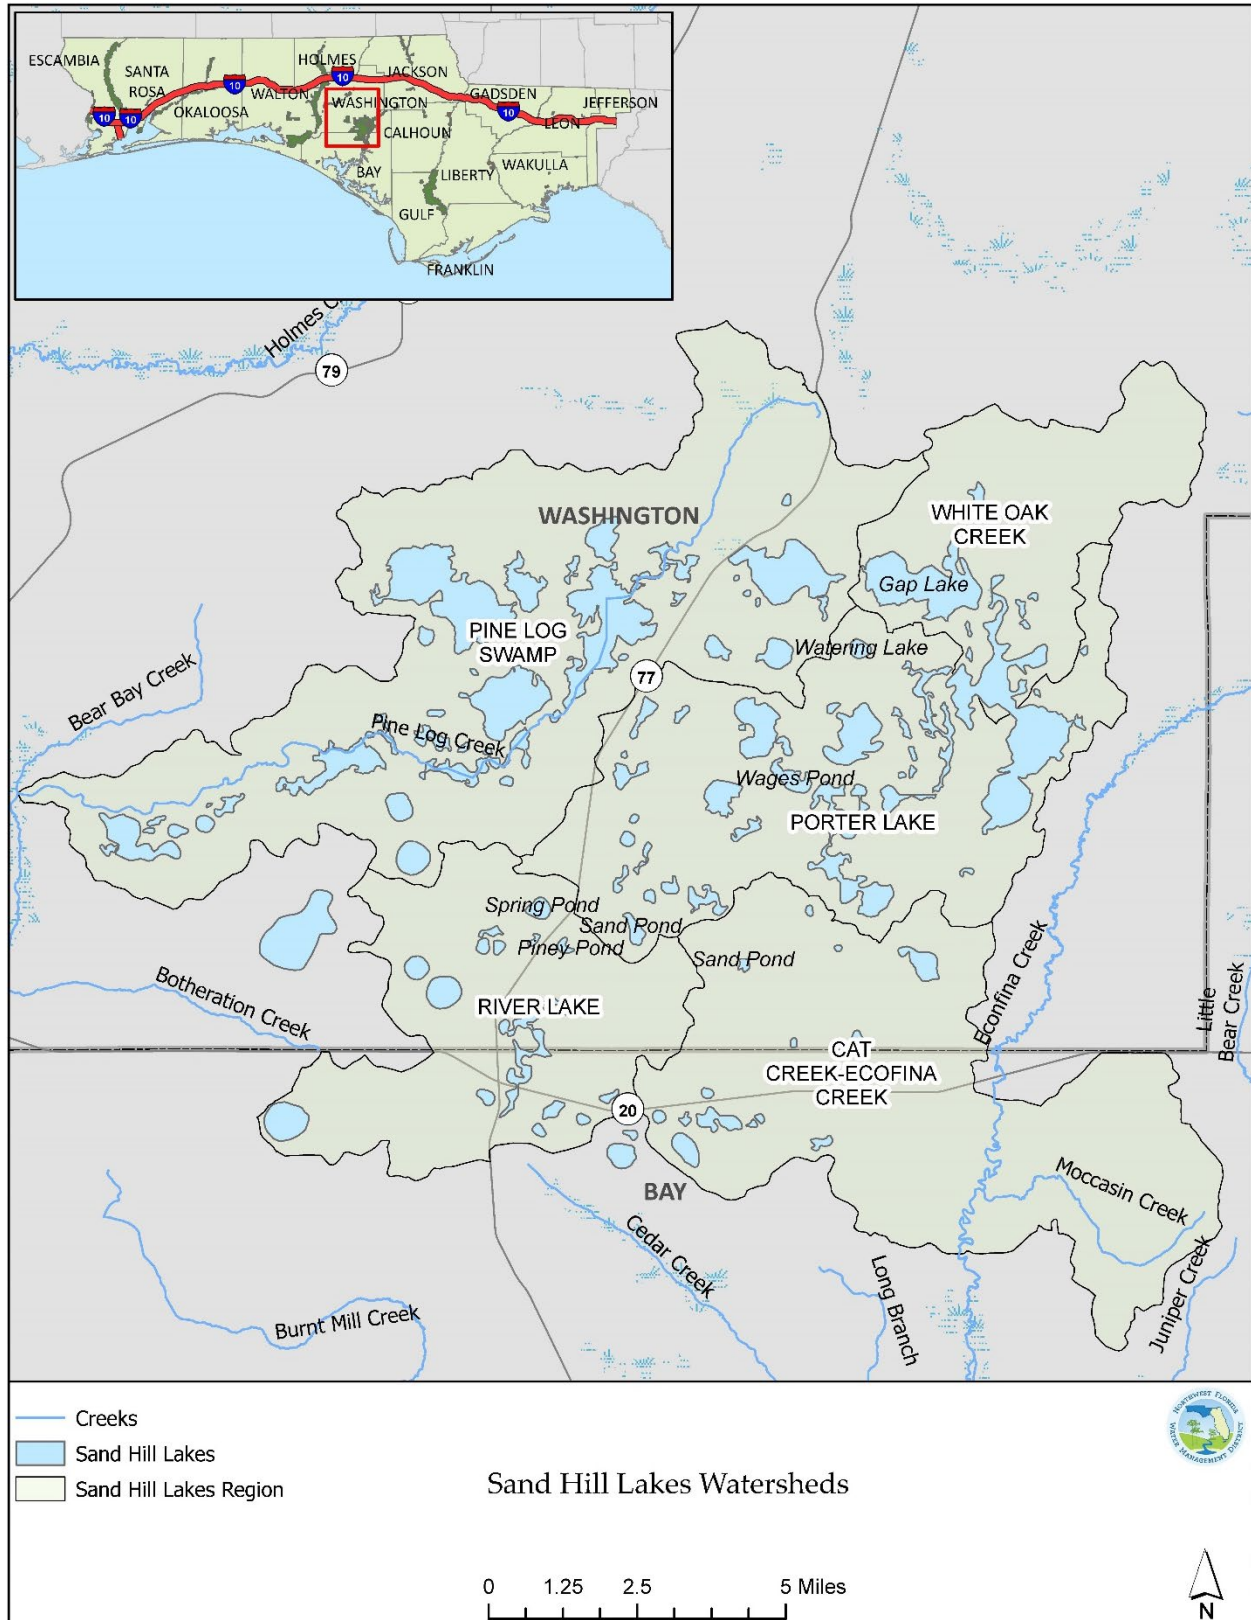 ESCAMBIA
SANTA
ROSA
OKALOOSA
WALTON
HOLMES
WASHINGTON
JACKSON
GADSDEN
JEFFERSON
LEON
CALHOUN
WAKULLA
LIBERTY
BAY
GULF
FRANKLIN
10
10
10
10
10
Holmes
79
WASHINGTON
WHITE OAK
CREEK
Gap Lake
PINE LOG
SWAMP
Watering Lake
77
Bear Bay Creek
Pine Log Creek
Wages Pond
PORTER LAKE
Spring Pond
Sand Pond
Piney Pond
Sand Pond
Econfina Creek
Botheration Creek
RIVER LAKE
Little
Bear Creek
CAT
CREEK-ECOFINA
CREEK
20
BAY
Moccasin Creek
Cedar Creek
Long Branch
Juniper Creek
Burnt Mill Creek
Creeks
Sand Hill Lakes
Sand Hill Lakes Region
Sand Hill Lakes Watersheds
NORTHWEST FLORIDA
WATER MANAGEMENT DISTRICT
0 1.25 2.5 5 Miles
N